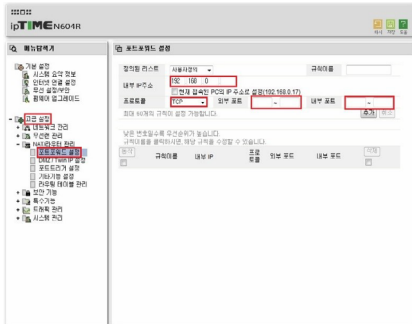 ipTIME N604R
메뉴탐색기
포트포워드 설정
기본 설정
시스템 요약 정보
인터넷 연결 설정
무선 설정/보안
펌웨어 업그레이드
고급 설정
네트워크 관리
무선랜 관리
NAT/라우터 관리
포트포워드 설정
DMZ / Twin IP 설정
포트트리거 설정
기타기능 설정
라우팅 테이블 관리
보안 기능
특수기능
트래픽 관리
시스템 관리
정의된 리스트 사용자정의 규칙이름
내부 IP주소 192 168 0
현재 접속된 PC의 IP 주소로 설정(192.168.0.17)
프로토콜 TCP 외부 포트 ~ 내부 포트 ~
최대 60개의 규칙이 설정 가능합니다. 추가 취소
낮은 번호일수록 우선순위가 높습니다.
규칙이름을 클릭하시면, 해당 규칙을 수정할 수 있습니다.
규칙이름 내부 IP 프로토콜 외부 포트 내부 포트 삭제